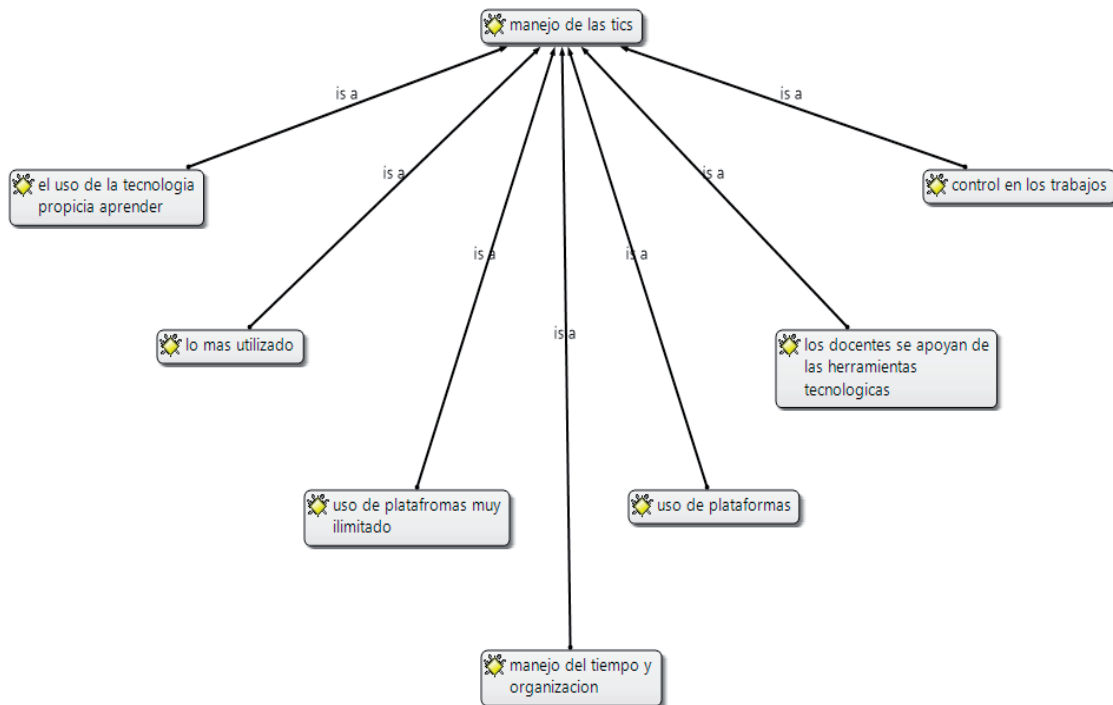 manejo de las tics
is a
is a
el uso de la tecnologia
propicia aprender
is a
is a
control en los trabajos
is a
is a
lo mas utilizado
is a
los docentes se apoyan de
las herramientas
tecnologicas
uso de platafromas muy
ilimitado
uso de plataformas
manejo del tiempo y
organizacion